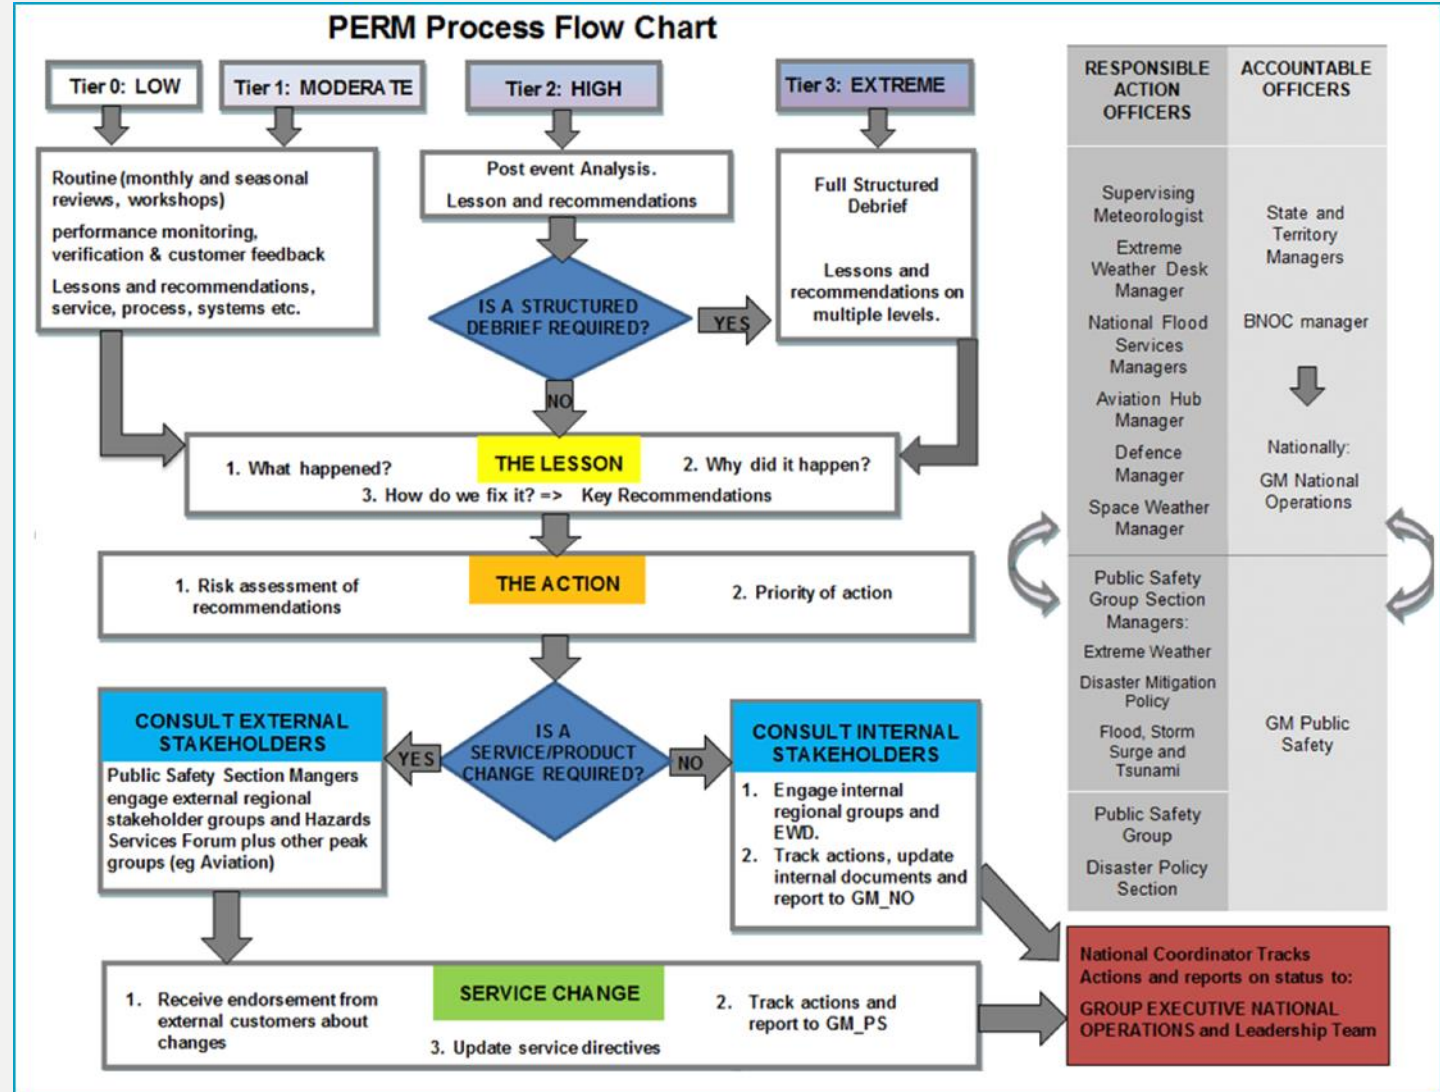 PERM Process Flow Chart
Tier 0: LOW
Tier 1: MODERATE
Tier 2: HIGH
Tier 3: EXTREME
Routine (monthly and seasonal
reviews, workshops)
performance monitoring,
verification & customer feedback
Lessons and recommendations,
service, process, systems etc.
Post event Analysis.
Lesson and recommendations
Full Structured
Debrief
Lessons and
recommendations on
multiple levels.
IS A STRUCTURED
DEBRIEF REQUIRED?
YES
NO
THE LESSON
1. What happened?
2. Why did it happen?
3. How do we fix it? => Key Recommendations
THE ACTION
1. Risk assessment of
recommendations
2. Priority of action
IS A
SERVICE/PRODUCT
CHANGE REQUIRED?
YES
NO
CONSULT EXTERNAL
STAKEHOLDERS
Public Safety Section Mangers
engage external regional
stakeholder groups and Hazards
Services Forum plus other peak
groups (eg Aviation)
CONSULT INTERNAL
STAKEHOLDERS
1. Engage internal
regional groups and
EWD.
2. Track actions, update
internal documents and
report to GM_NO
SERVICE CHANGE
1. Receive endorsement from
external customers about
changes
2. Track actions and
report to GM_PS
3. Update service directives
RESPONSIBLE
ACTION
OFFICERS
Supervising
Meteorologist
Extreme
Weather Desk
Manager
National Flood
Services
Managers
Aviation Hub
Manager
Defence
Manager
Space Weather
Manager
Public Safety
Group Section
Managers:
Extreme Weather
Disaster Mitigation
Policy
Flood, Storm
Surge and
Tsunami
Public Safety
Group
Disaster Policy
Section
ACCOUNTABLE
OFFICERS
State and
Territory
Managers
BNOC manager
Nationally:
GM National
Operations
GM Public
Safety
National Coordinator Tracks
Actions and reports on status to:
GROUP EXECUTIVE NATIONAL
OPERATIONS and Leadership Team